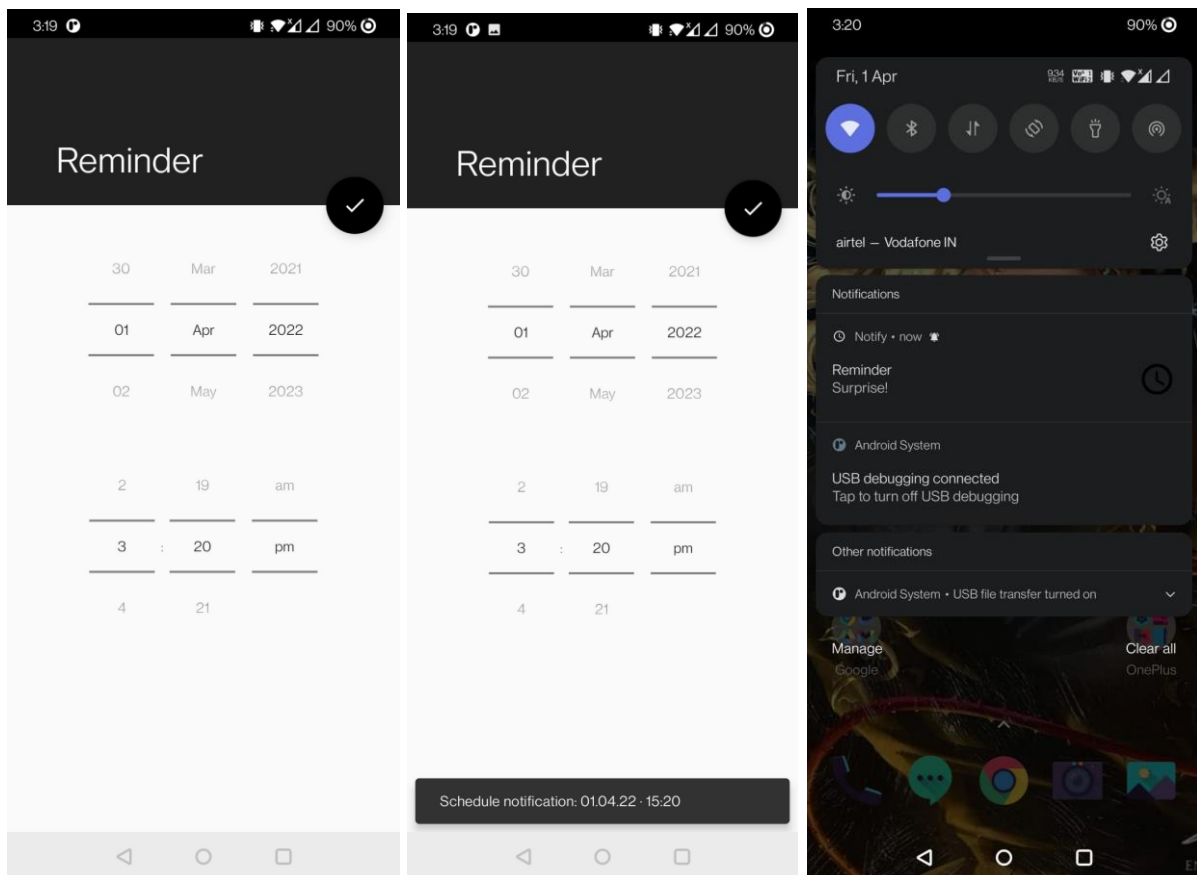 3:19 90%
Reminder
30 Mar 2021
01 Apr 2022
02 May 2023
2 19 am
3 : 20 pm
4 21
3:19 90%
Reminder
30 Mar 2021
01 Apr 2022
02 May 2023
2 19 am
3 : 20 pm
4 21
Schedule notification: 01.04.22 · 15:20
3:20 90%
Fri, 1 Apr
airtel — Vodafone IN
Notifications
Notify • now
Reminder
Surprise!
Android System
USB debugging connected
Tap to turn off USB debugging
Other notifications
Android System • USB file transfer turned on
Manage Clear all
Google OnePlus